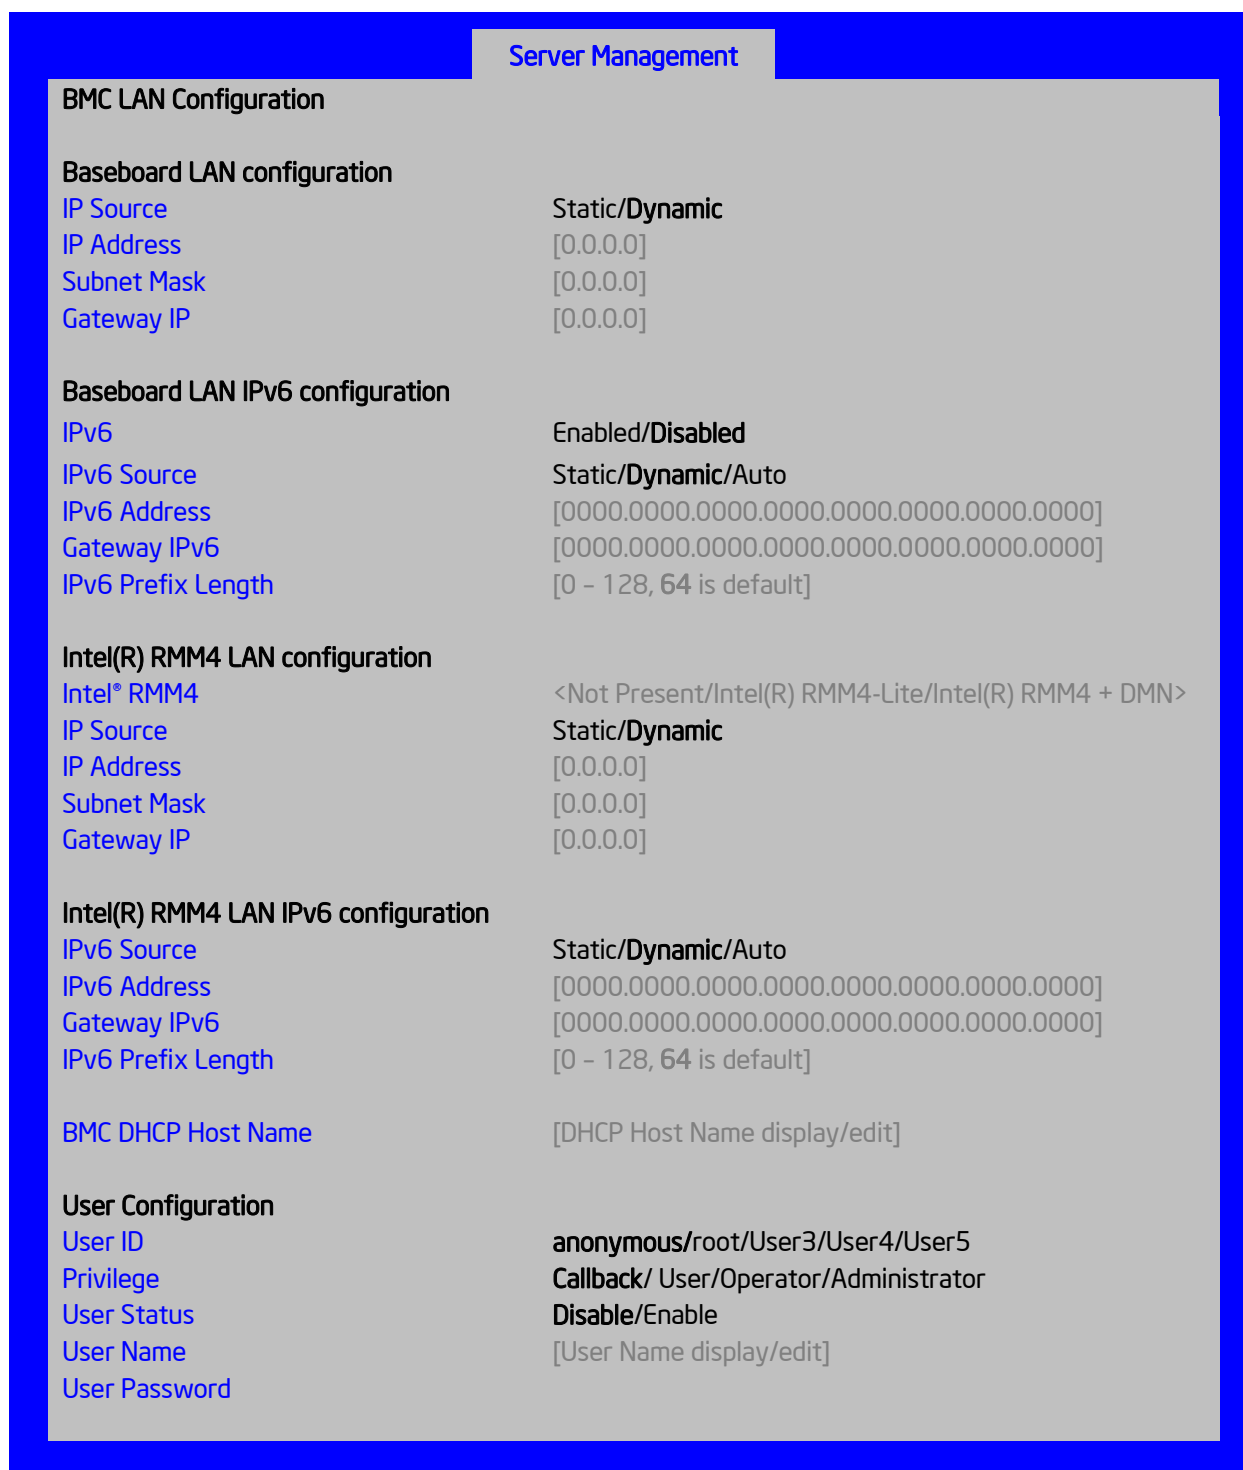 Server Management
BMC LAN Configuration
Baseboard LAN configuration
IP Source Static/Dynamic
IP Address [0.0.0.0]
Subnet Mask [0.0.0.0]
Gateway IP [0.0.0.0]
Baseboard LAN IPv6 configuration
IPv6 Enabled/Disabled
IPv6 Source Static/Dynamic/Auto
IPv6 Address [0000.0000.0000.0000.0000.0000.0000.0000]
Gateway IPv6 [0000.0000.0000.0000.0000.0000.0000.0000]
IPv6 Prefix Length [0 – 128, 64 is default]
Intel(R) RMM4 LAN configuration
Intel® RMM4 <Not Present/Intel(R) RMM4-Lite/Intel(R) RMM4 + DMN>
IP Source Static/Dynamic
IP Address [0.0.0.0]
Subnet Mask [0.0.0.0]
Gateway IP [0.0.0.0]
Intel(R) RMM4 LAN IPv6 configuration
IPv6 Source Static/Dynamic/Auto
IPv6 Address [0000.0000.0000.0000.0000.0000.0000.0000]
Gateway IPv6 [0000.0000.0000.0000.0000.0000.0000.0000]
IPv6 Prefix Length [0 – 128, 64 is default]
BMC DHCP Host Name [DHCP Host Name display/edit]
User Configuration
User ID anonymous/root/User3/User4/User5
Privilege Callback/ User/Operator/Administrator
User Status Disable/Enable
User Name [User Name display/edit]
User Password